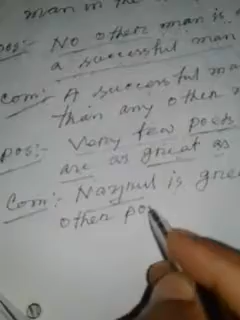 man in the
pos:- No other man is
a successful man
Com:- A successful ma
than any other
pos:- Very few poets
are as great as
Com:- Nazrul is grea
other po